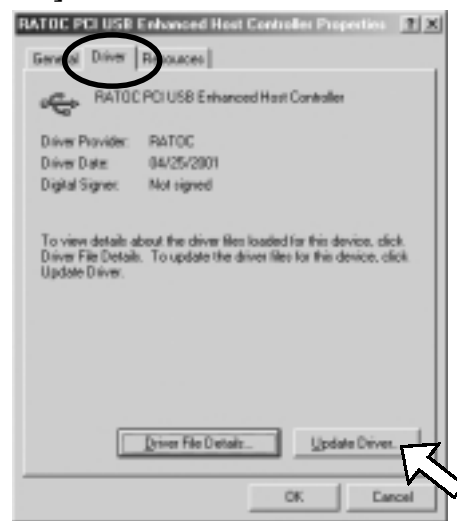 RATOC PCI USB Enhanced Host Controller Properties ? X
General Driver Resources
RATOC PCI USB Enhanced Host Controller
Driver Provider: RATOC
Driver Date: 04/25/2001
Digital Signer: Not signed
To view details about the driver files loaded for this device, click
Driver File Details. To update the driver files for this device, click
Update Driver.
Driver File Details... Update Driver...
OK Cancel